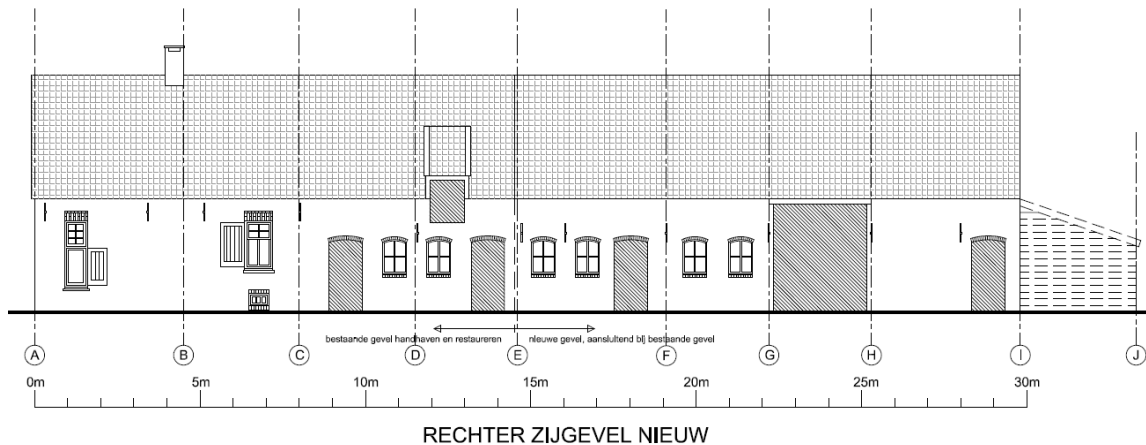 bestaande gevel handhaven en restaureren nieuwe gevel, aansluitend bij bestaande gevel
A B C D E F G H I J
0m 5m 10m 15m 20m 25m 30m
RECHTER ZIJGEVEL NIEUW